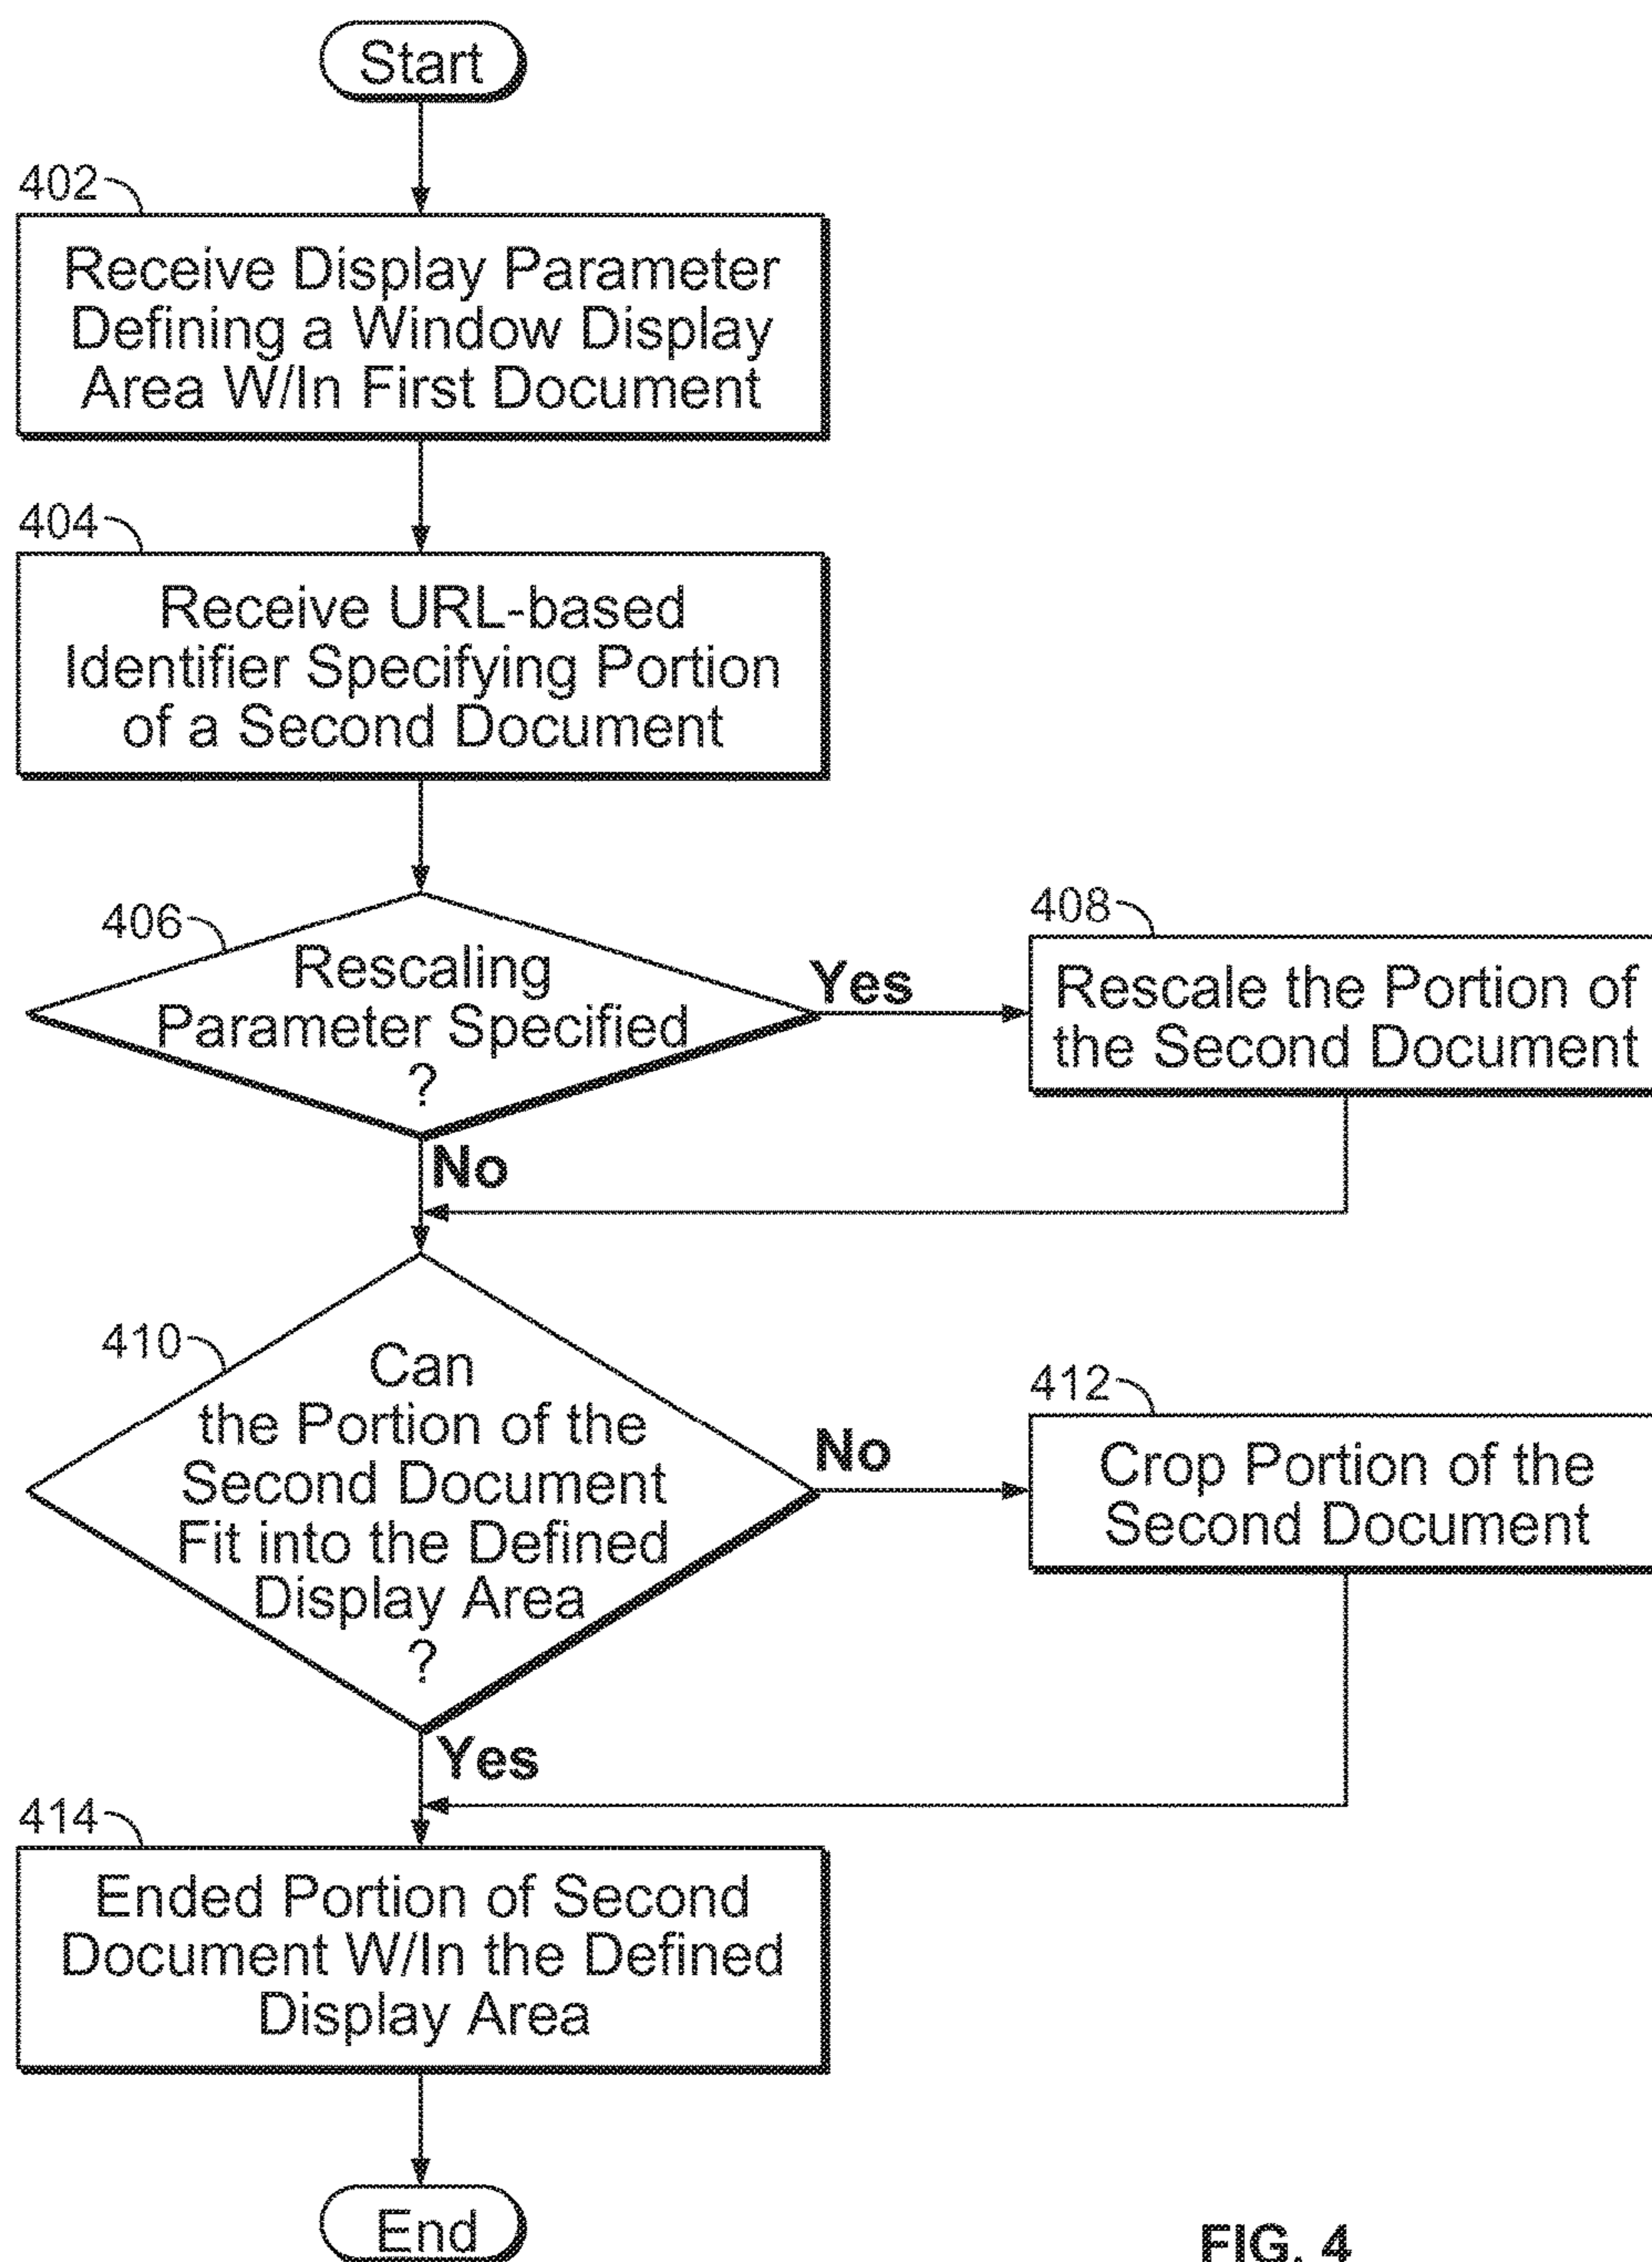 Start
402
Receive Display Parameter
Defining a Window Display
Area W/In First Document
404
Receive URL-based
Identifier Specifying Portion
of a Second Document
406
Rescaling
Parameter Specified
?
Yes
408
Rescale the Portion of
the Second Document
No
410
Can
the Portion of the
Second Document
Fit into the Defined
Display Area
?
No
412
Crop Portion of the
Second Document
Yes
414
Ended Portion of Second
Document W/In the Defined
Display Area
End
FIG. 4